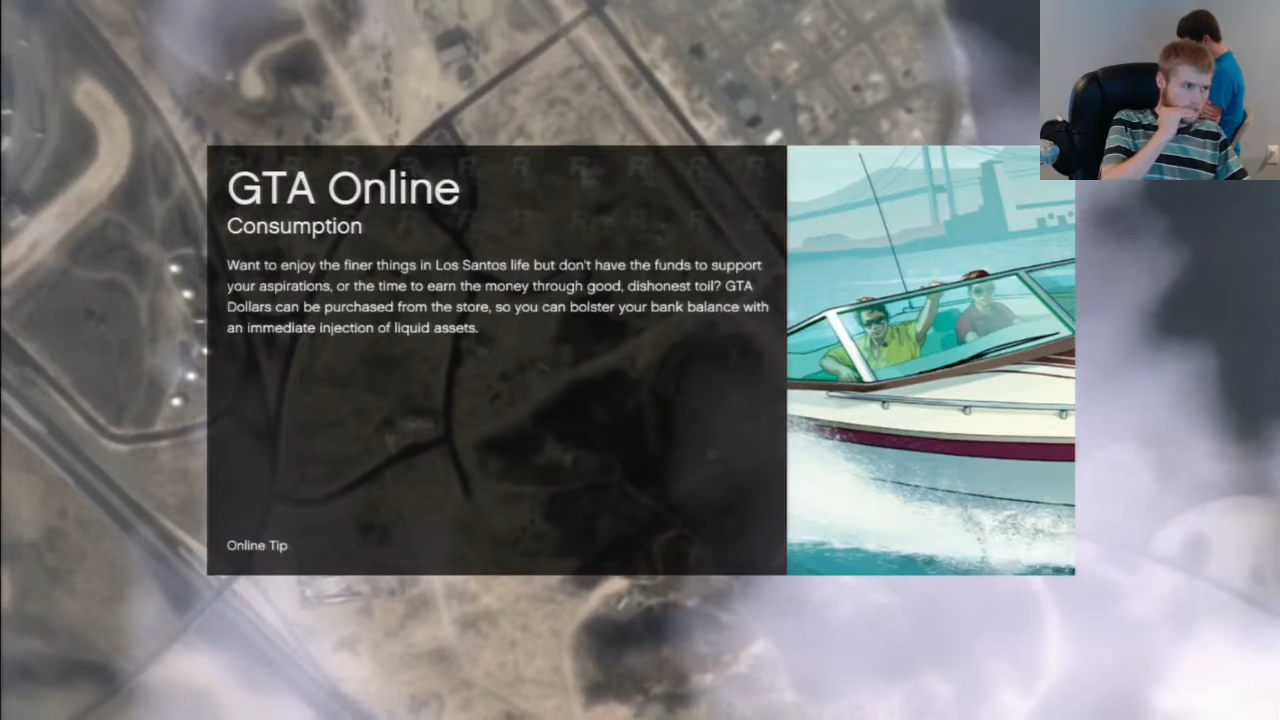 GTA Online
Consumption
Want to enjoy the finer things in Los Santos life but don't have the funds to support
your aspirations, or the time to earn the money through good, dishonest toil? GTA
Dollars can be purchased from the store, so you can bolster your bank balance with
an immediate injection of liquid assets.
Online Tip